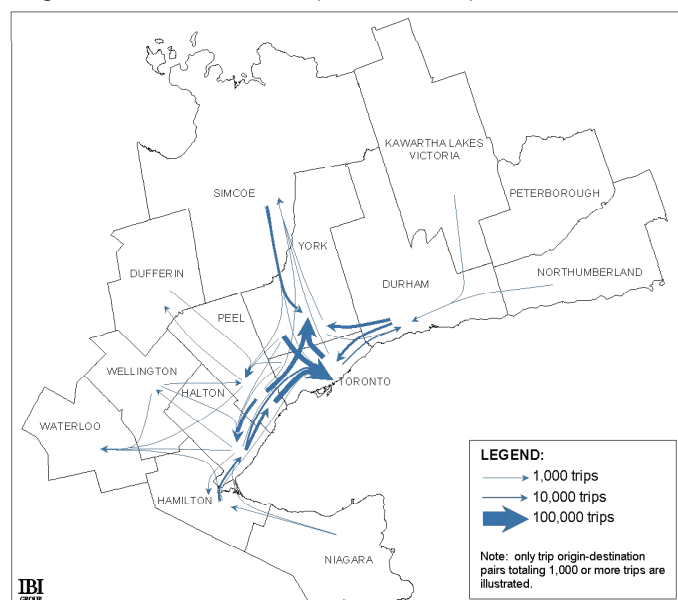 KAWARTHA LAKES
VICTORIA
SIMCOE
PETERBOROUGH
YORK
DUFFERIN
DURHAM
NORTHUMBERLAND
PEEL
WELLINGTON
HALTON
TORONTO
WATERLOO
HAMILTON
NIAGARA
LEGEND:
1,000 trips
10,000 trips
100,000 trips
Note: only trip origin-destination
pairs totaling 1,000 or more trips are
illustrated.
IBI
GROUP